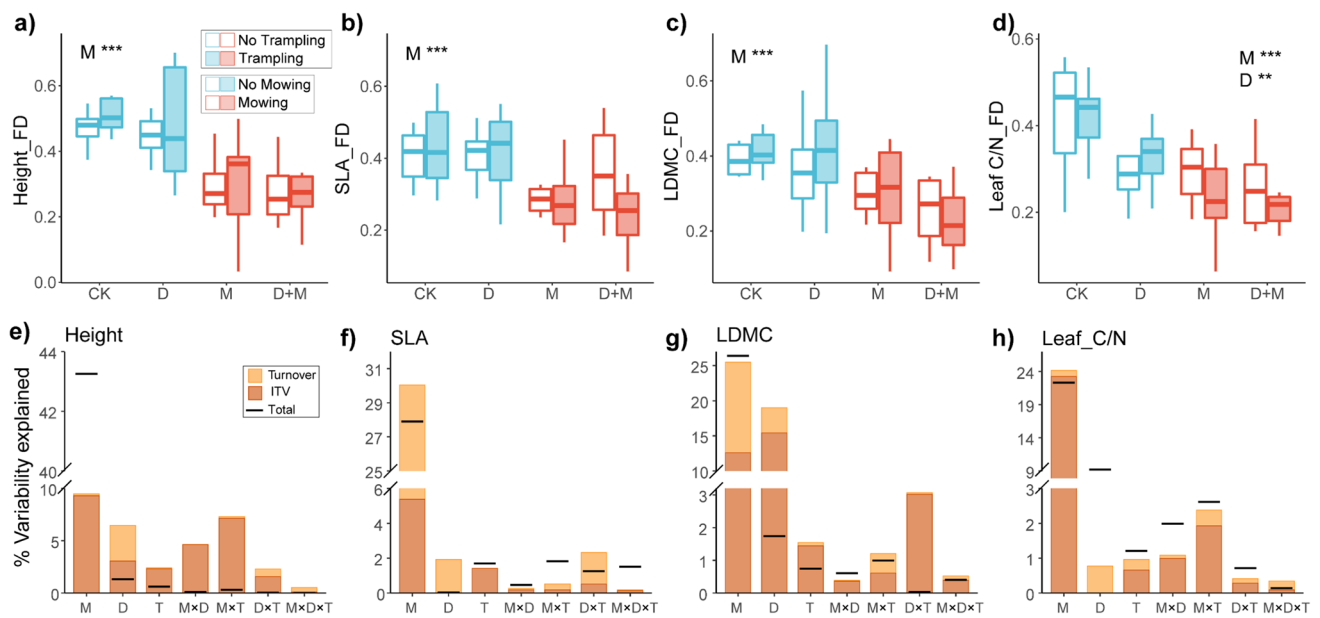 a)
M ***
No Trampling
Trampling
No Mowing
Mowing
Height_FD
0.6
0.4
0.2
0.0
CK D M D+M
b)
M ***
SLA_FD
0.6
0.4
0.2
CK D M D+M
c)
M ***
LDMC_FD
0.6
0.4
0.2
CK D M D+M
d)
M ***
D **
Leaf C/N_FD
0.6
0.4
0.2
CK D M D+M
e) Height
% Variability explained
44
42
40
10
5
0
Turnover
ITV
Total
M D T M×D M×T D×T M×D×T
f) SLA
31
29
27
25
6
4
2
0
M D T M×D M×T D×T M×D×T
g) LDMC
25
20
15
10
3
2
1
0
M D T M×D M×T D×T M×D×T
h) Leaf_C/N
24
19
14
9
3
2
1
0
M D T M×D M×T D×T M×D×T